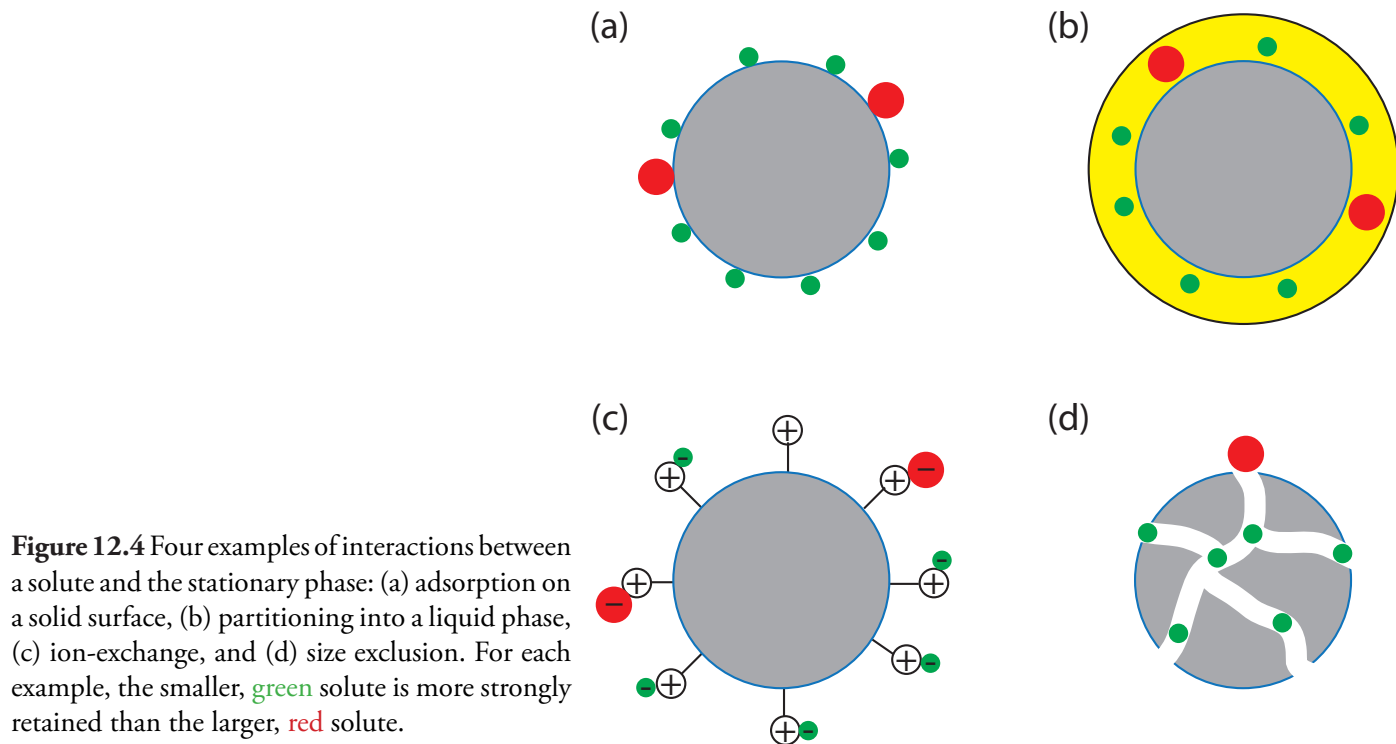 (a)
(b)
(c)
(d)
+
+
-
+
−
+
−
+
-
+
-
+
-
+
-
Figure 12.4 Four examples of interactions between
a solute and the stationary phase: (a) adsorption on
a solid surface, (b) partitioning into a liquid phase,
(c) ion-exchange, and (d) size exclusion. For each
example, the smaller, green solute is more strongly
retained than the larger, red solute.